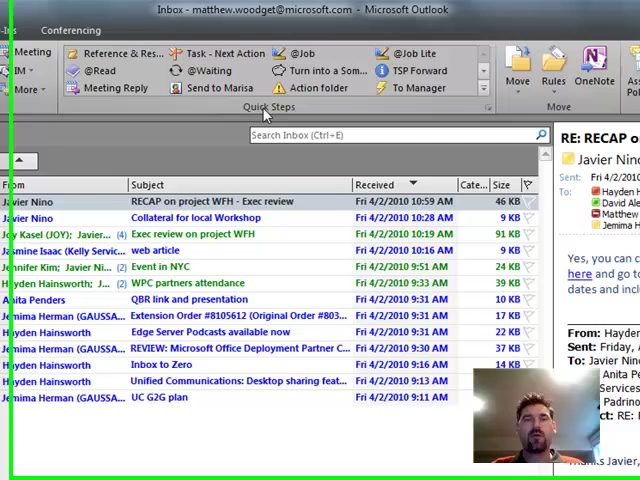 Inbox - matthew.woodget@microsoft.com - Microsoft Outlook
-Ins Conferencing
Meeting Reference & Res... Task - Next Action @Job @Job Lite
IM @Read @Waiting Turn into a Som... TSP Forward Move Rules OneNote
More Meeting Reply Send to Marisa Action folder To Manager
Quick Steps Move
Search Inbox (Ctrl+E)
RE: RECAP o
Javier Nino
Sent: Fri 4/2/2010
To: Hayden H
David Ale
Matthew
Jemima H
From Subject Received Cate... Size
Javier Nino RECAP on project WFH - Exec review Fri 4/2/2010 10:59 AM 46 KB
Javier Nino Collateral for local Workshop Fri 4/2/2010 10:28 AM 9 KB
Joy Kasel (JOY); Javier... (4) Exec review on project WFH Fri 4/2/2010 10:19 AM 91 KB
Jasmine Isaac (Kelly Servic... web article Fri 4/2/2010 10:16 AM 9 KB
Jennifer Kim; Javier Ni... (2) Event in NYC Fri 4/2/2010 9:51 AM 24 KB
Hayden Hainsworth; J... (2) WPC partners attendance Fri 4/2/2010 9:33 AM 39 KB
Anita Penders QBR link and presentation Fri 4/2/2010 9:31 AM 10 KB
Jemima Herman (GAUSSA... Extension Order #8105612 (Original Order #803... Fri 4/2/2010 9:31 AM 17 KB
Hayden Hainsworth Edge Server Podcasts available now Fri 4/2/2010 9:31 AM 22 KB
Jemima Herman (GAUSSA... REVIEW: Microsoft Office Deployment Partner C... Fri 4/2/2010 9:30 AM 37 KB
Hayden Hainsworth Inbox to Zero Fri 4/2/2010 9:16 AM 14 KB
Hayden Hainsworth Unified Communications: Desktop sharing feat... Fri 4/2/2010 9:13 AM
Jemima Herman (GAUSSA... UC G2G plan Fri 4/2/2010 9:11 AM
Yes, you can c
here and go to
dates and inclu
From: Hayden
Sent: Friday, A
To: Javier Nino
Anita Pe
Services
Padrino
RE: E
Thanks Javier,